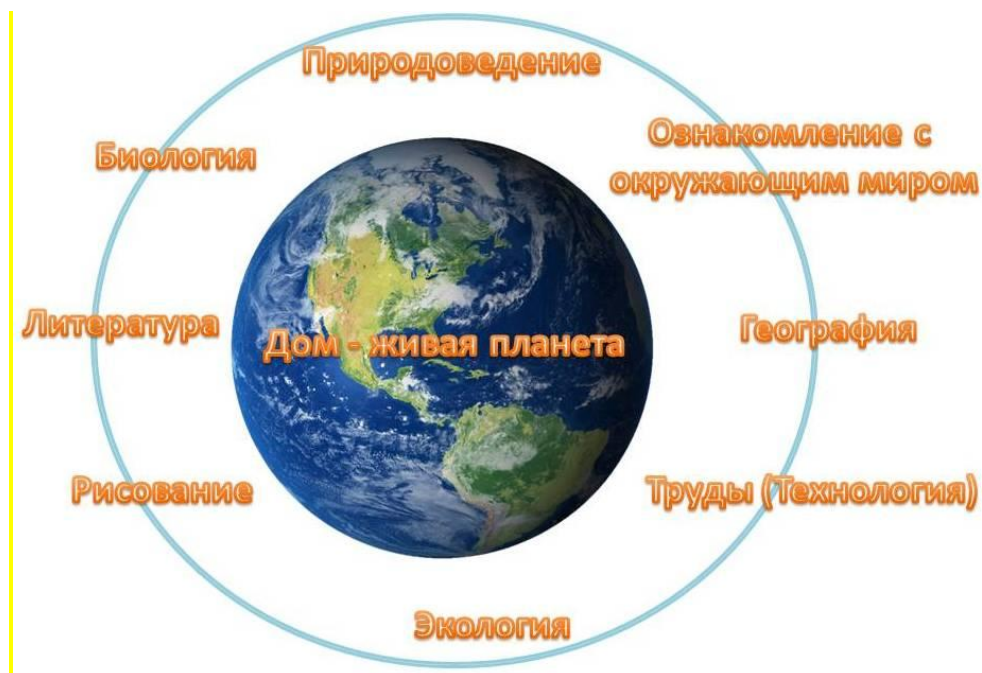 Природоведение
Ознакомление с
окружающим миром
Биология
Литература
Дом - живая планета
География
Рисование
Труды (Технология)
Экология